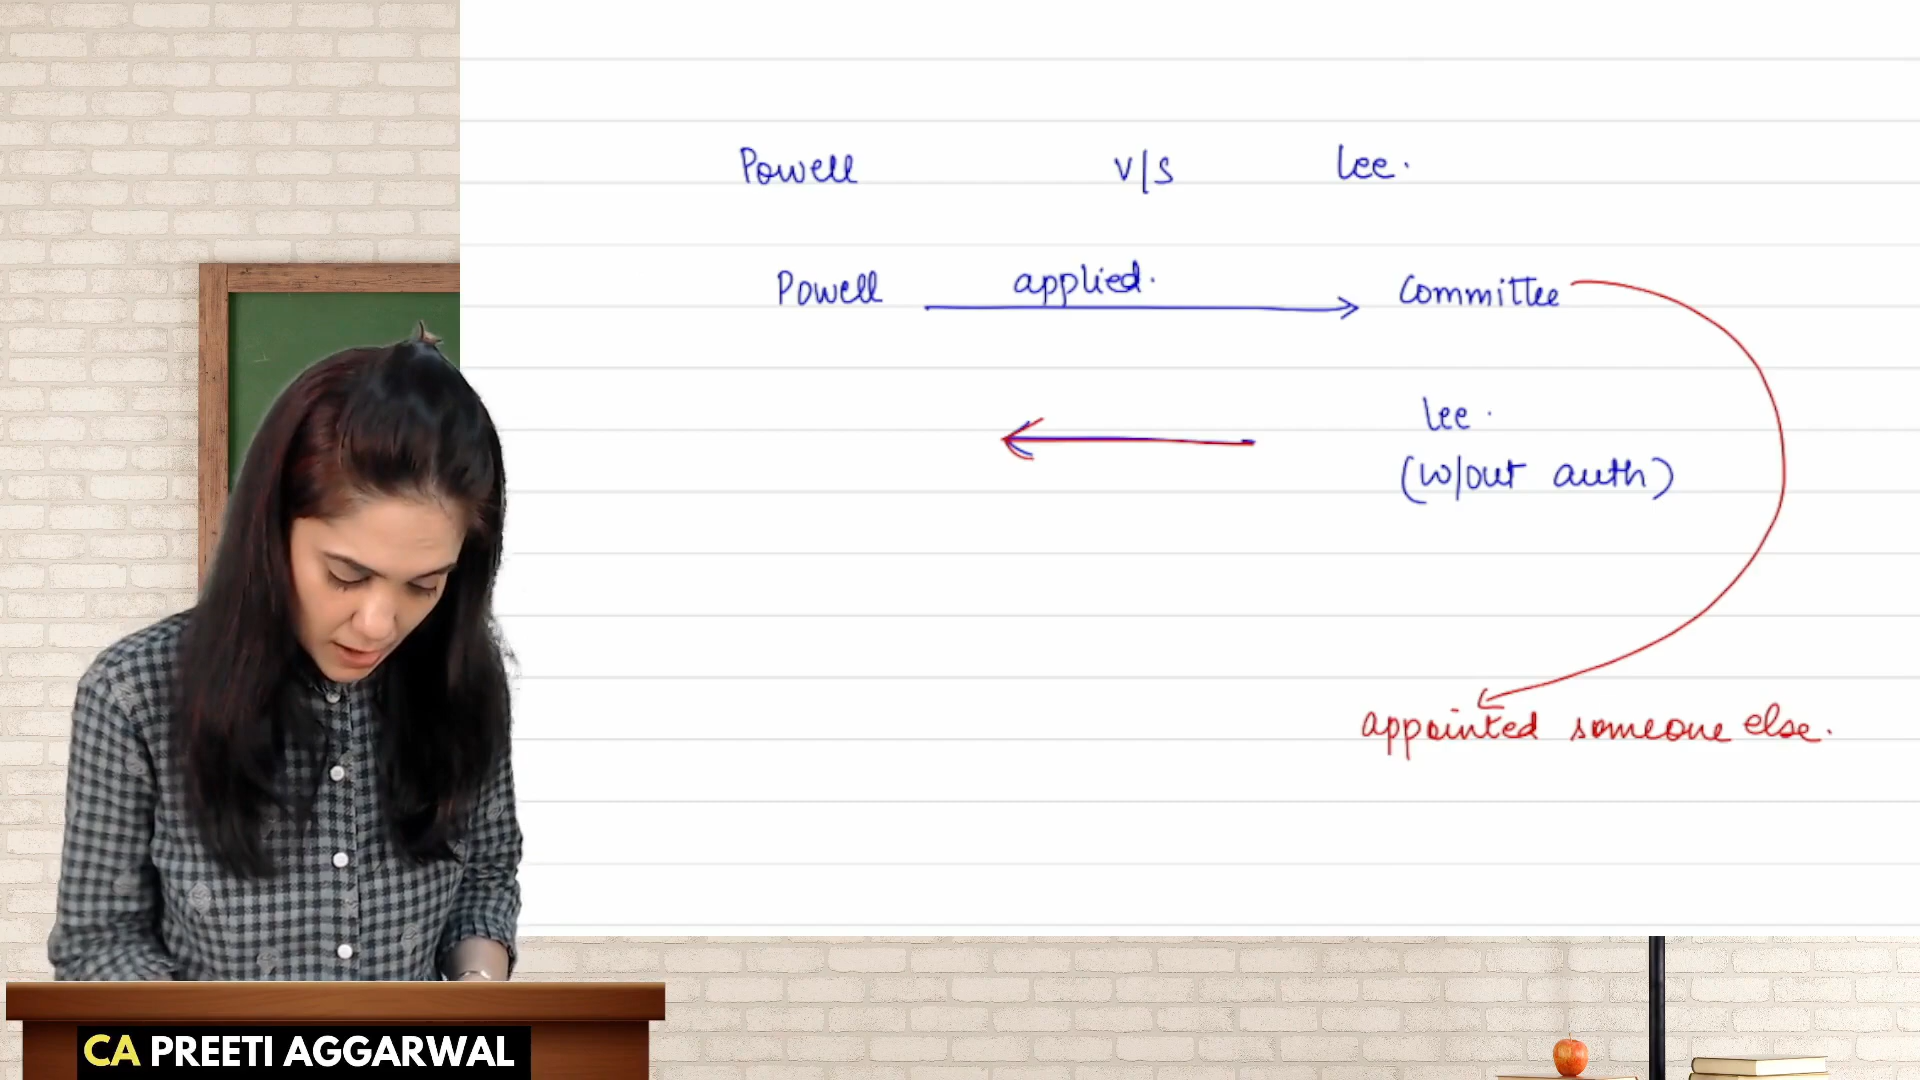 Powell v/s Lee.
Powell applied. Committee
Lee.
(w/out auth)
appointed someone else.
CA PREETI AGGARWAL